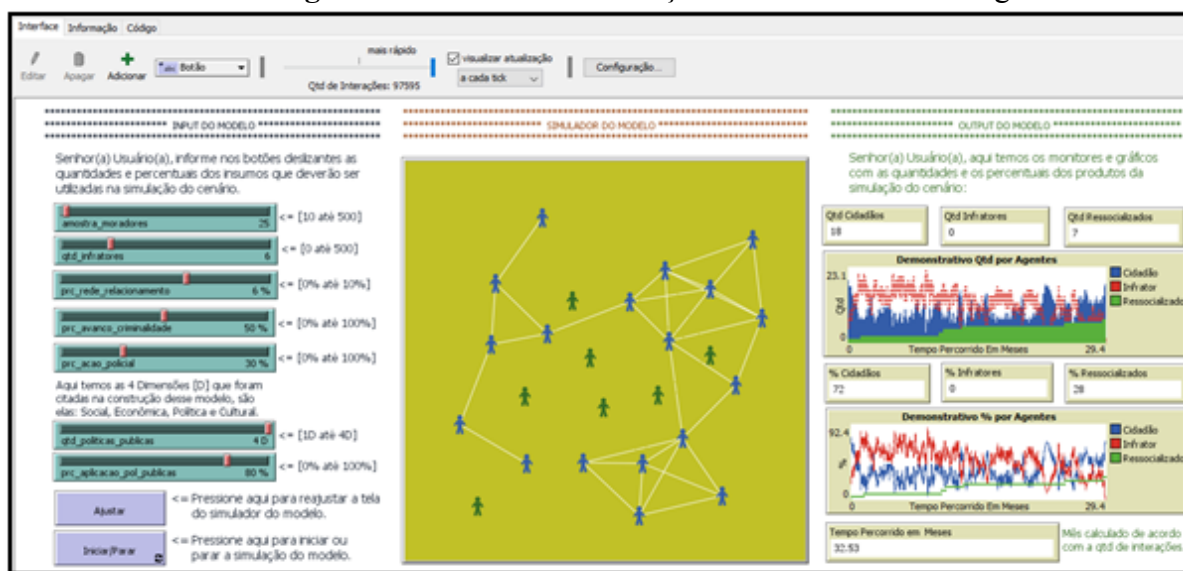 Interface Informação Código
Editar Apagar Adicionar Botão
mais rápido
Qtd de Interações: 97595
visualizar atualização
a cada tick
Configuração...
INPUT DO MODELO
Senhor(a) Usuário(a), informe nos botões deslizantes as
quantidades e percentuais dos insumos que deverão ser
utilizadas na simulação do cenário.
amostra_moradores 25 <= [10 até 500]
qtd_infratores 6 <= [0 até 500]
prc_rede_relacionamento 6 % <= [0% até 10%]
prc_avanco_criminalidade 50 % <= [0% até 100%]
prc_acao_policial 30 % <= [0% até 100%]
Aqui temos as 4 Dimensões [D] que foram
citadas na construção desse modelo, são
elas: Social, Econômica, Política e Cultural.
qtd_politicas_publicas 4 D <= [1D até 4D]
prc_aplicacao_pol_publicas 80 % <= [0% até 100%]
Ajustar
<= Pressione aqui para reajustar a tela
do simulador do modelo.
Iniciar/Parar
<= Pressione aqui para iniciar ou
parar a simulação do modelo.
SIMULADOR DO MODELO
OUTPUT DO MODELO
Senhor(a) Usuário(a), aqui temos os monitores e gráficos
com as quantidades e os percentuais dos produtos da
simulação do cenário:
Qtd Cidadãos
18
Qtd Infratores
0
Qtd Ressocializados
7
Demonstrativo Qtd por Agentes
23.1
Qtd
0
0 Tempo Percorrido Em Meses 29.4
Cidadão
Infrator
Ressocializado
% Cidadãos
72
% Infratores
0
% Ressocializados
28
Demonstrativo % por Agentes
92.4
%
0
0 Tempo Percorrido Em Meses 29.4
Cidadão
Infrator
Ressocializado
Tempo Percorrido em Meses
32.53
Mês calculado de acordo
com a qtd de interações